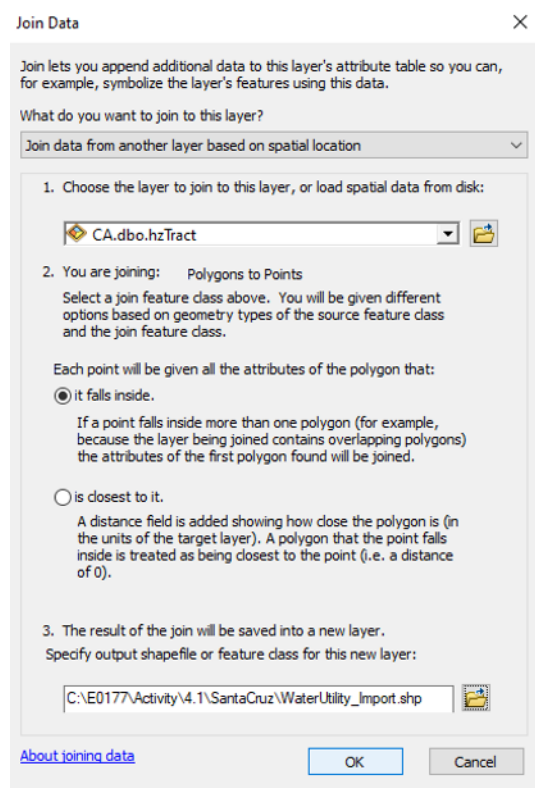 Join Data
Join lets you append additional data to this layer's attribute table so you can,
for example, symbolize the layer's features using this data.
What do you want to join to this layer?
Join data from another layer based on spatial location
1. Choose the layer to join to this layer, or load spatial data from disk:
CA.dbo.hzTract
2. You are joining: Polygons to Points
Select a join feature class above. You will be given different
options based on geometry types of the source feature class
and the join feature class.
Each point will be given all the attributes of the polygon that:
it falls inside.
If a point falls inside more than one polygon (for example,
because the layer being joined contains overlapping polygons)
the attributes of the first polygon found will be joined.
is closest to it.
A distance field is added showing how close the polygon is (in
the units of the target layer). A polygon that the point falls
inside is treated as being closest to the point (i.e. a distance
of 0).
3. The result of the join will be saved into a new layer.
Specify output shapefile or feature class for this new layer:
C:\E0177\Activity\4.1\SantaCruz\WaterUtility_Import.shp
About joining data
OK
Cancel